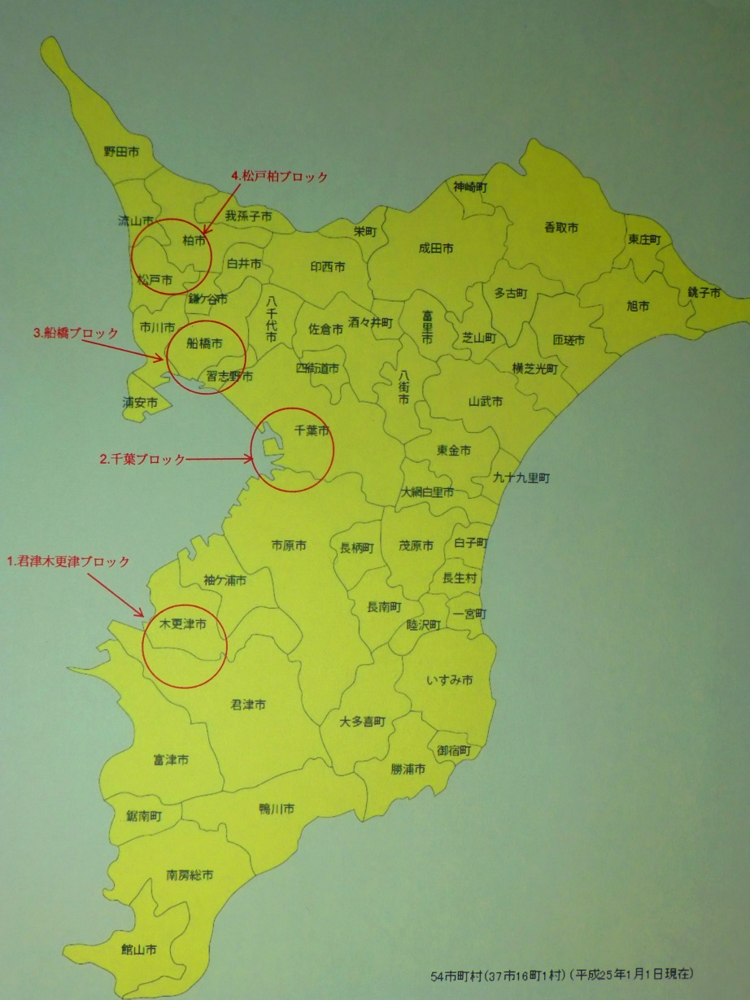 野田市
4.松戸柏ブロック
神崎町
流山市
我孫子市
香取市
栄町
柏市
成田市
東庄町
白井市
印西市
松戸市
鎌ケ谷市
多古町
銚子市
八千代市
旭市
市川市
佐倉市
酒々井町
富里市
芝山町
匝瑳市
3.船橋ブロック
船橋市
習志野市
四街道市
横芝光町
八街市
浦安市
山武市
千葉市
2.千葉ブロック
東金市
九十九里町
大網白里市
市原市
長柄町
茂原市
白子町
1.君津木更津ブロック
袖ケ浦市
長生村
長南町
一宮町
木更津市
睦沢町
いすみ市
君津市
大多喜町
御宿町
富津市
勝浦市
鋸南町
鴨川市
南房総市
館山市
54市町村(37市16町1村) (平成25年1月1日現在)